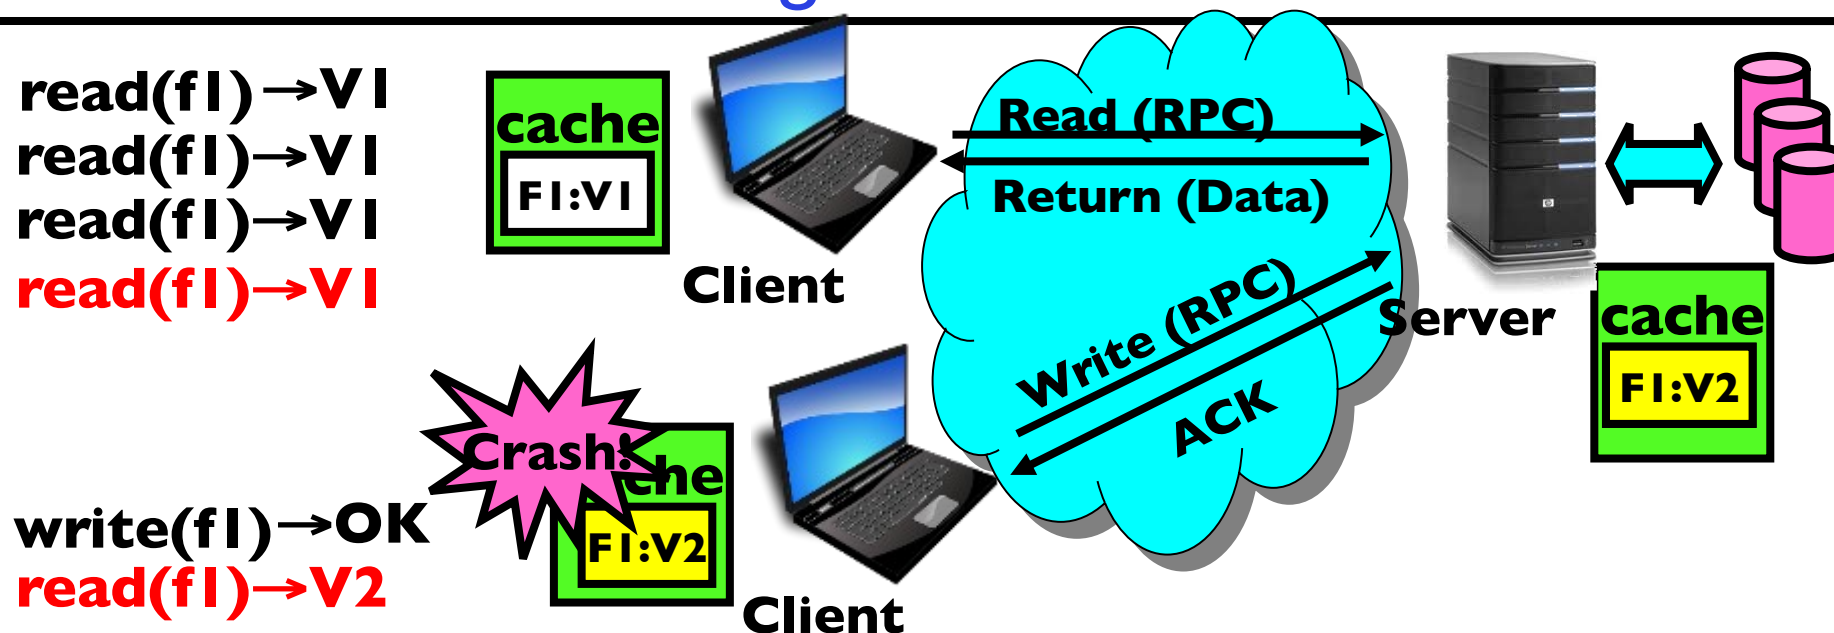 read(f1)→V1
read(f1)→V1
read(f1)→V1
read(f1)→V1
cache
F1:V1
Client
Read (RPC)
Return (Data)
Write (RPC)
ACK
Server
cache
F1:V2
Crash!
che
F1:V2
write(f1)→OK
read(f1)→V2
Client